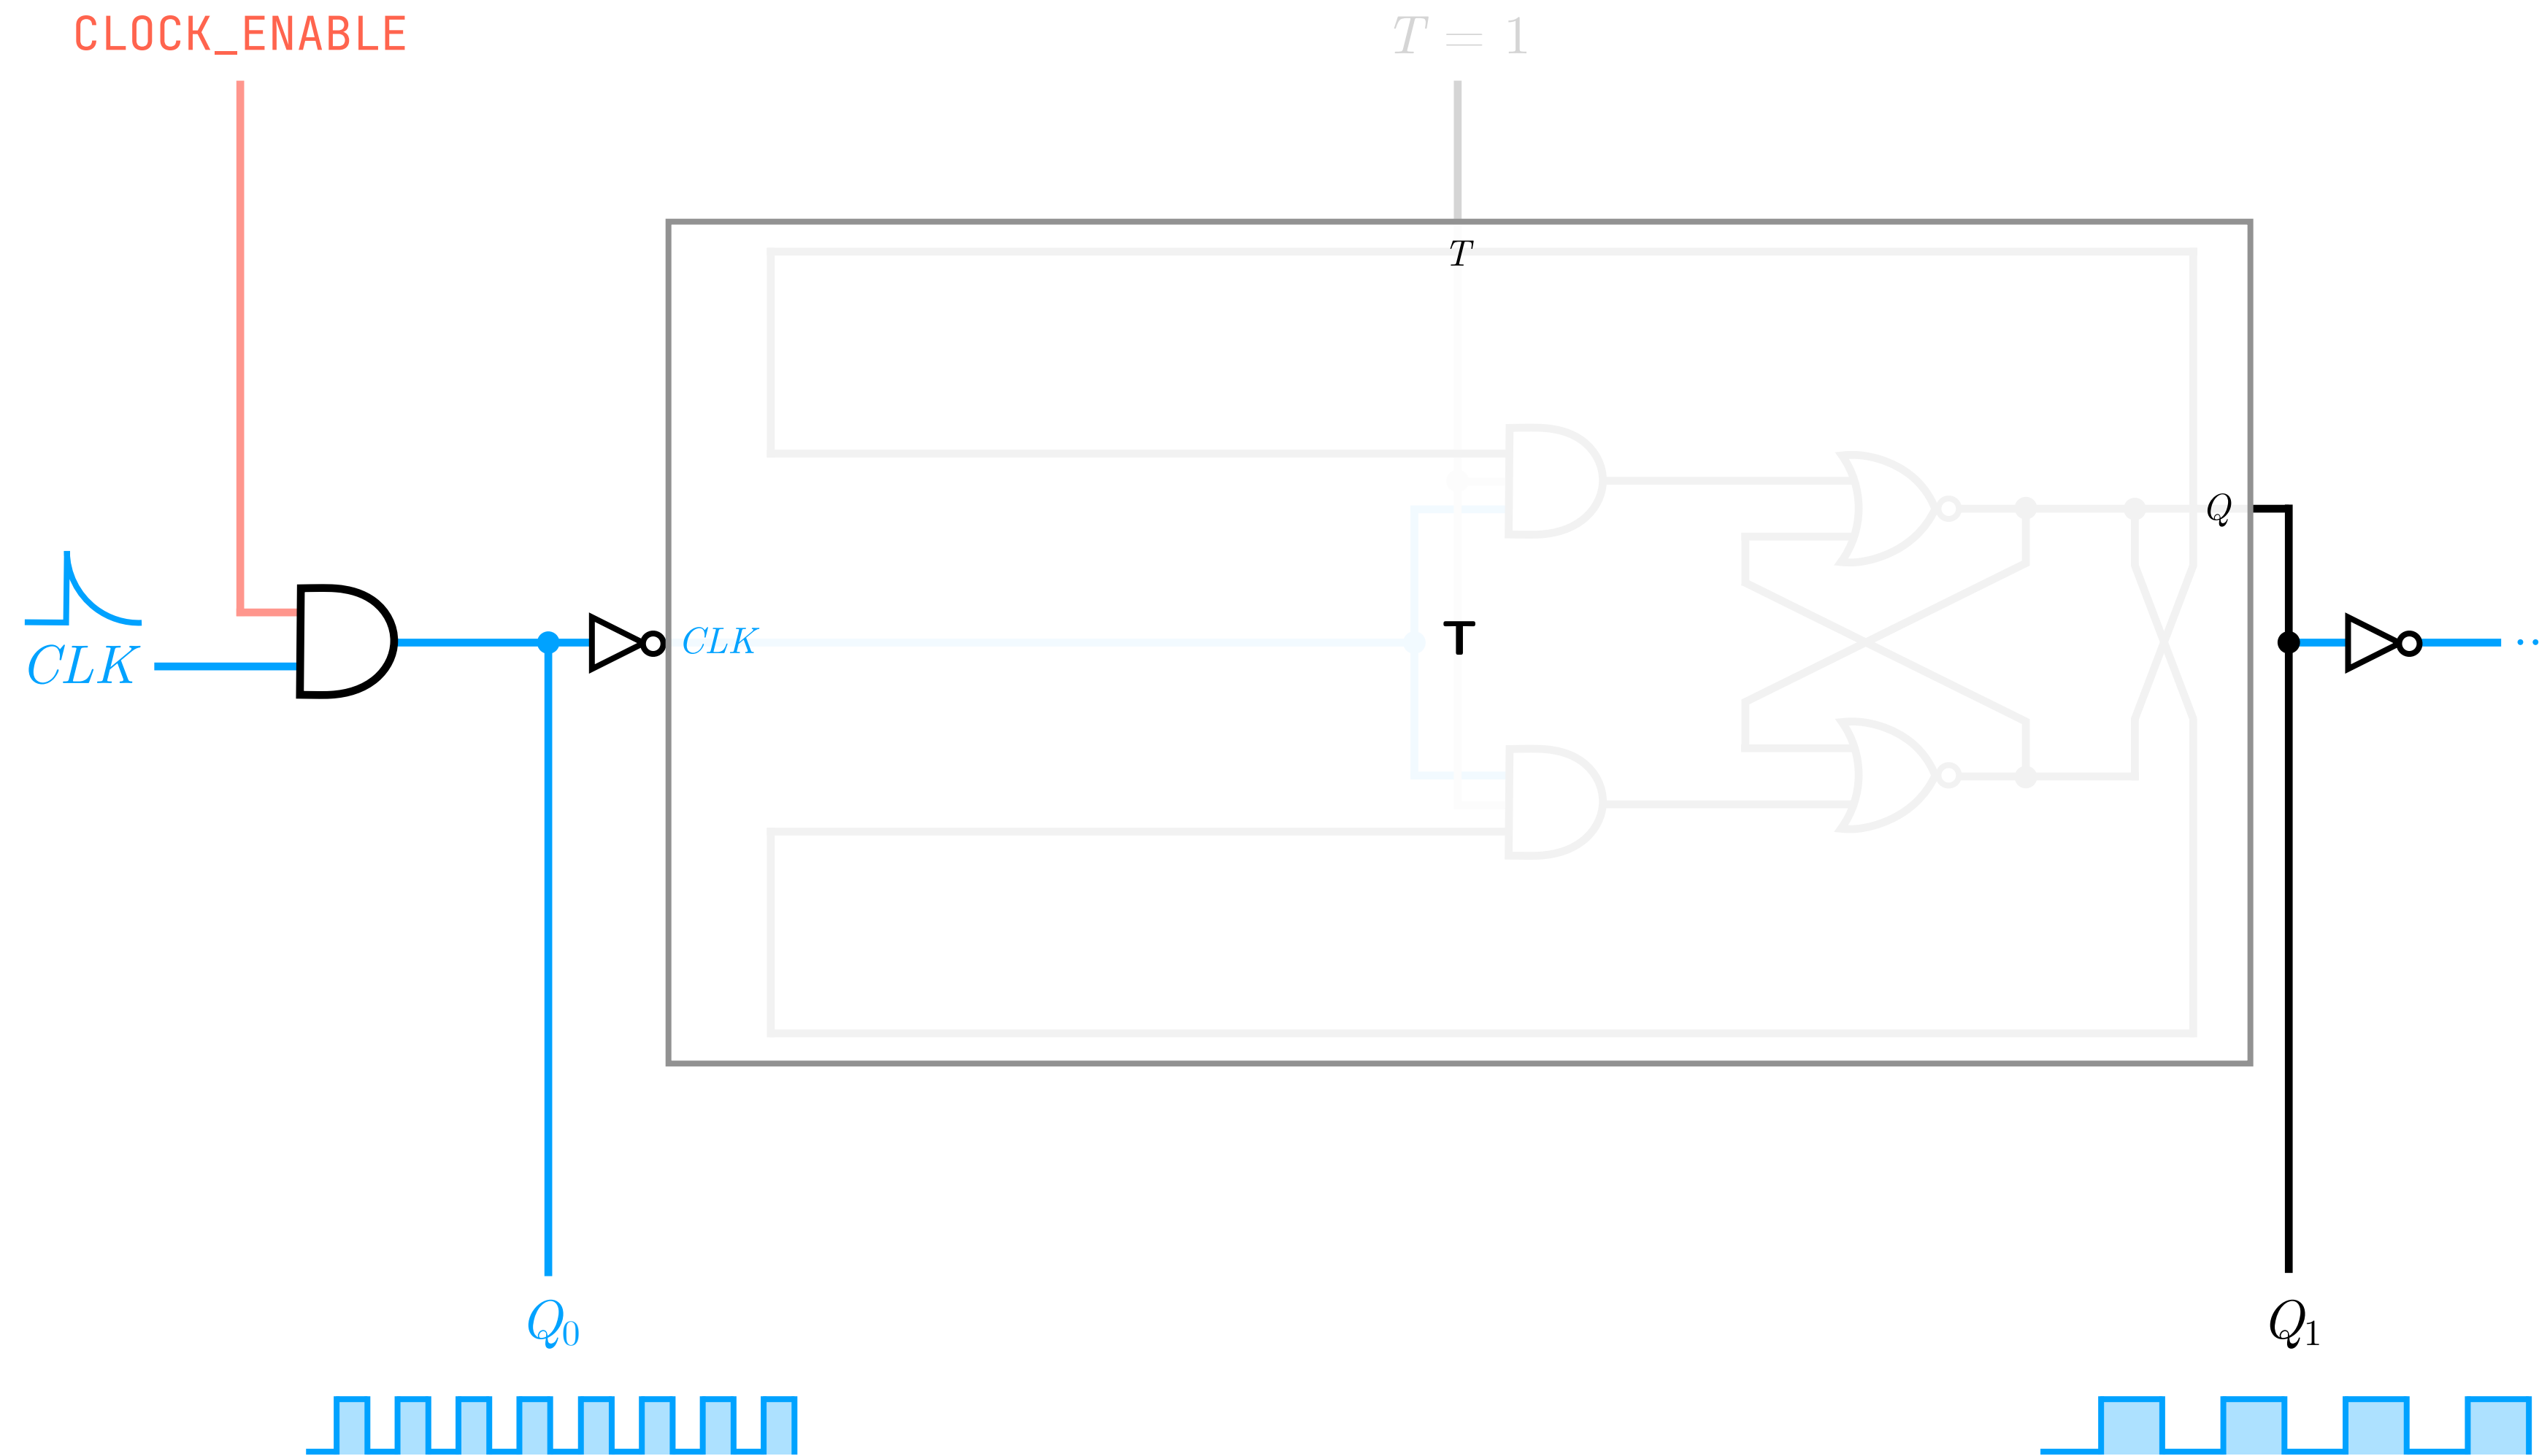 CLOCK_ENABLE
T = 1
T
Q
CLK
CLK
T
Q₀
Q₁